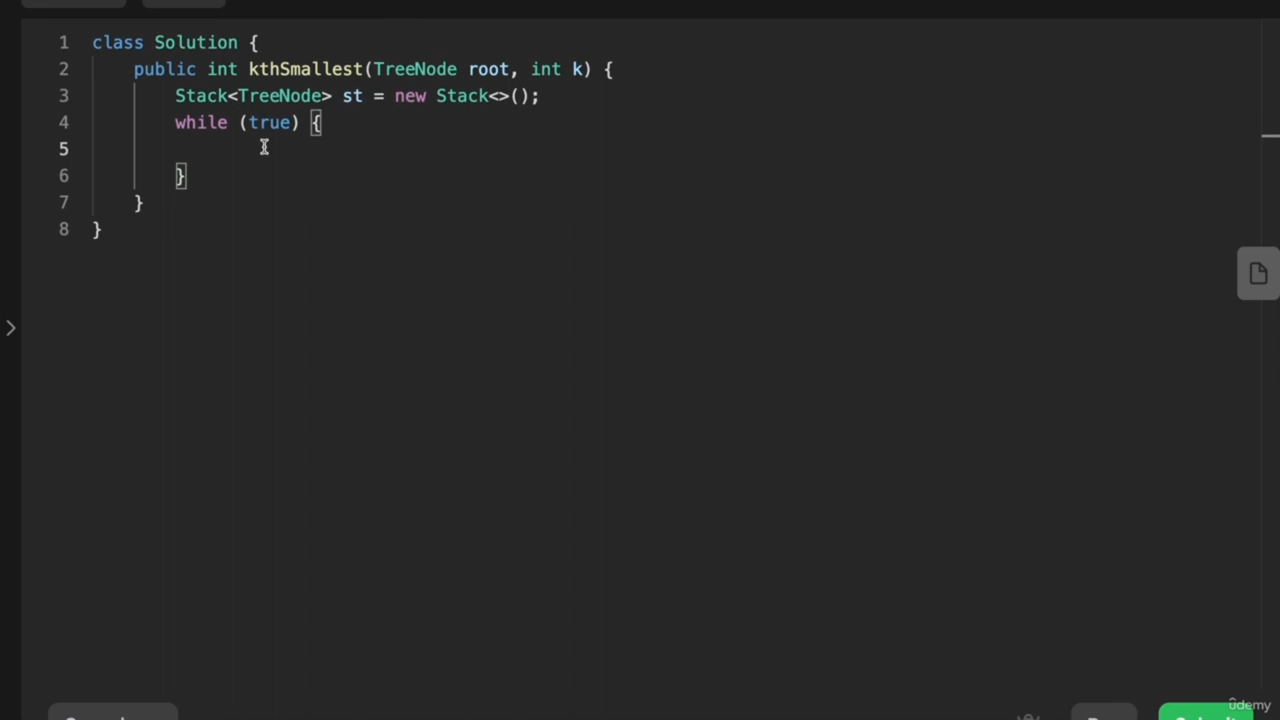 1 class Solution {
2 public int kthSmallest(TreeNode root, int k) {
3 Stack<TreeNode> st = new Stack<>();
4 while (true) {
5
6 }
7 }
8 }
ûdemy